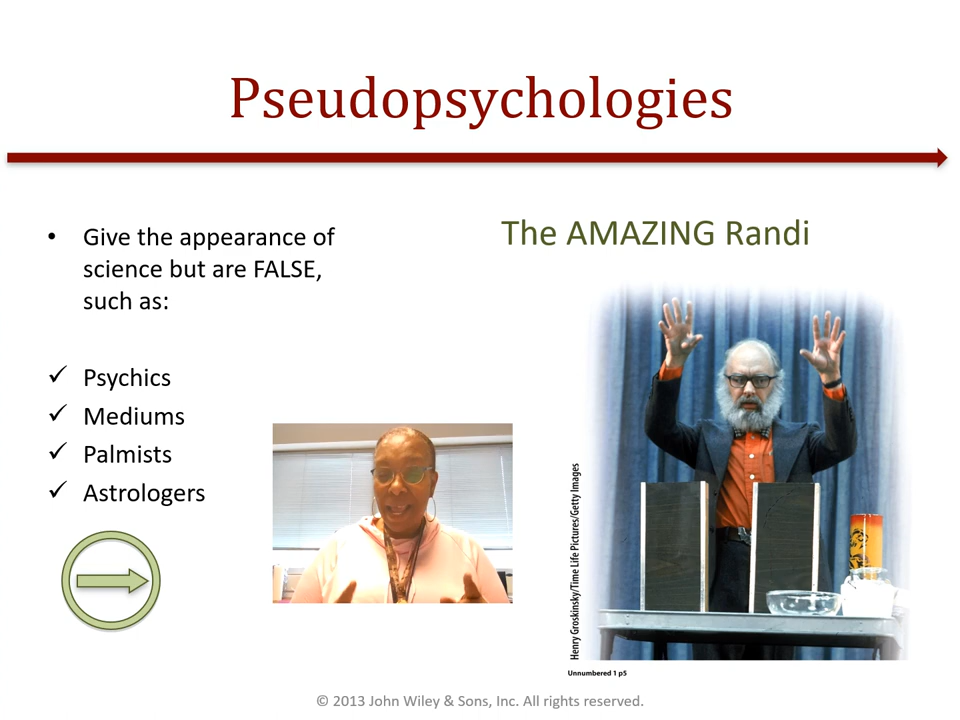 Pseudopsychologies
• Give the appearance of
science but are FALSE,
such as:
✓ Psychics
✓ Mediums
✓ Palmists
✓ Astrologers
The AMAZING Randi
Henry Groskinsky/Time Life Pictures/Getty Images
Unnumbered 1 p5
© 2013 John Wiley & Sons, Inc. All rights reserved.